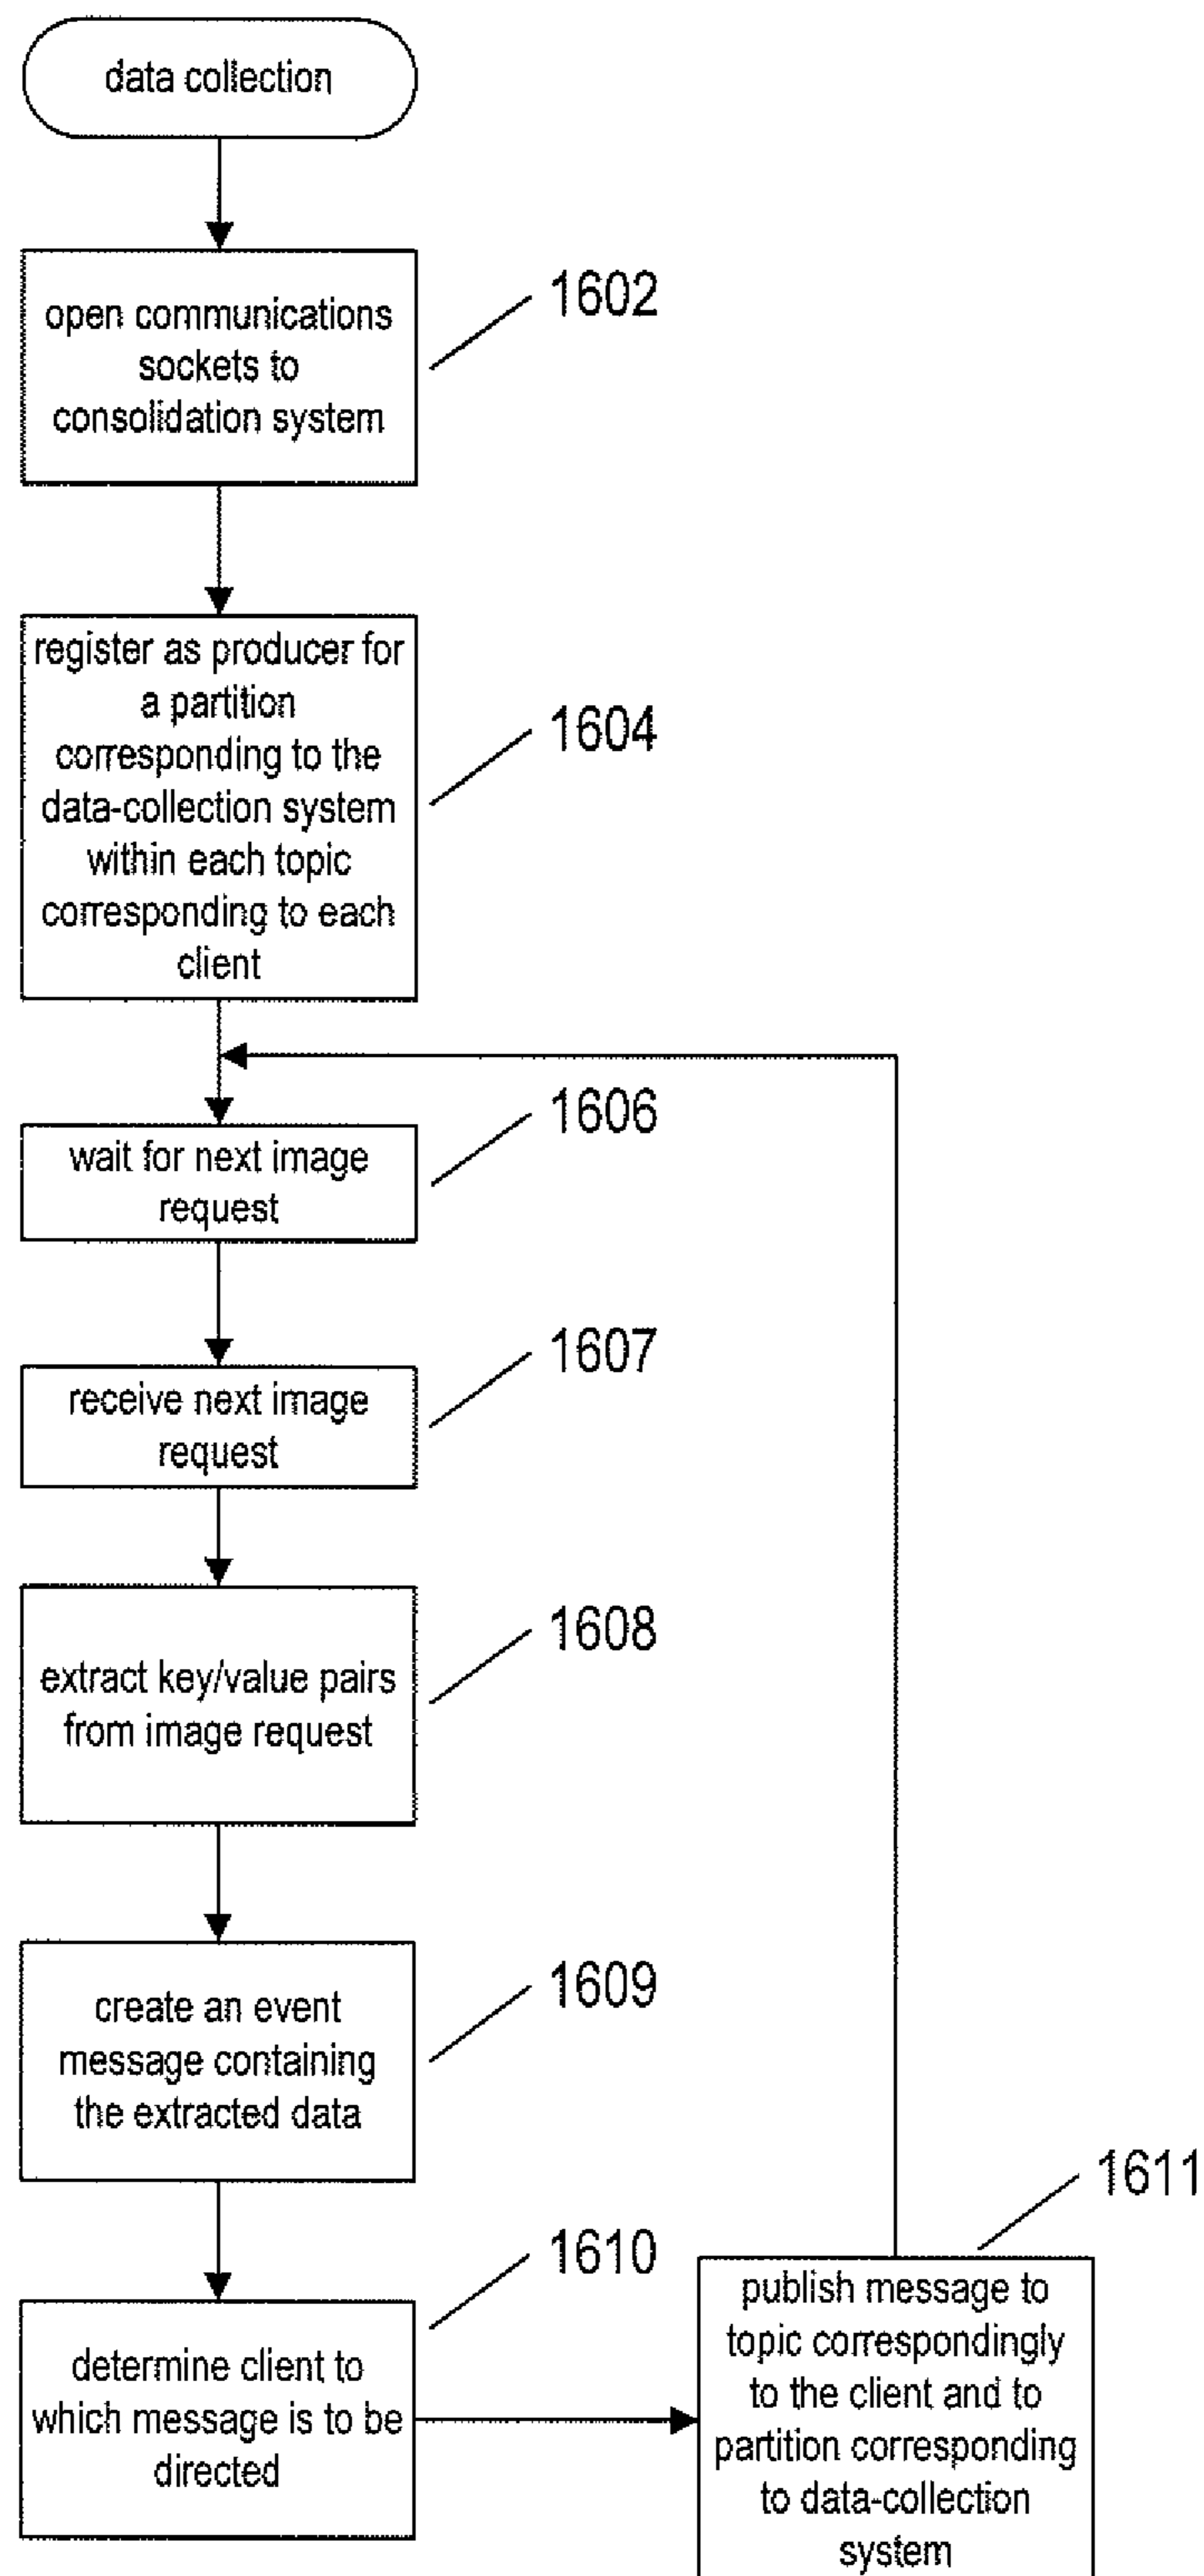 data collection
open communications
sockets to
consolidation system
1602
register as producer for
a partition
corresponding to the
data-collection system
within each topic
corresponding to each
client
1604
wait for next image
request
1606
receive next image
request
1607
extract key/value pairs
from image request
1608
create an event
message containing
the extracted data
1609
determine client to
which message is to be
directed
1610
publish message to
topic correspondingly
to the client and to
partition corresponding
to data-collection
system
1611